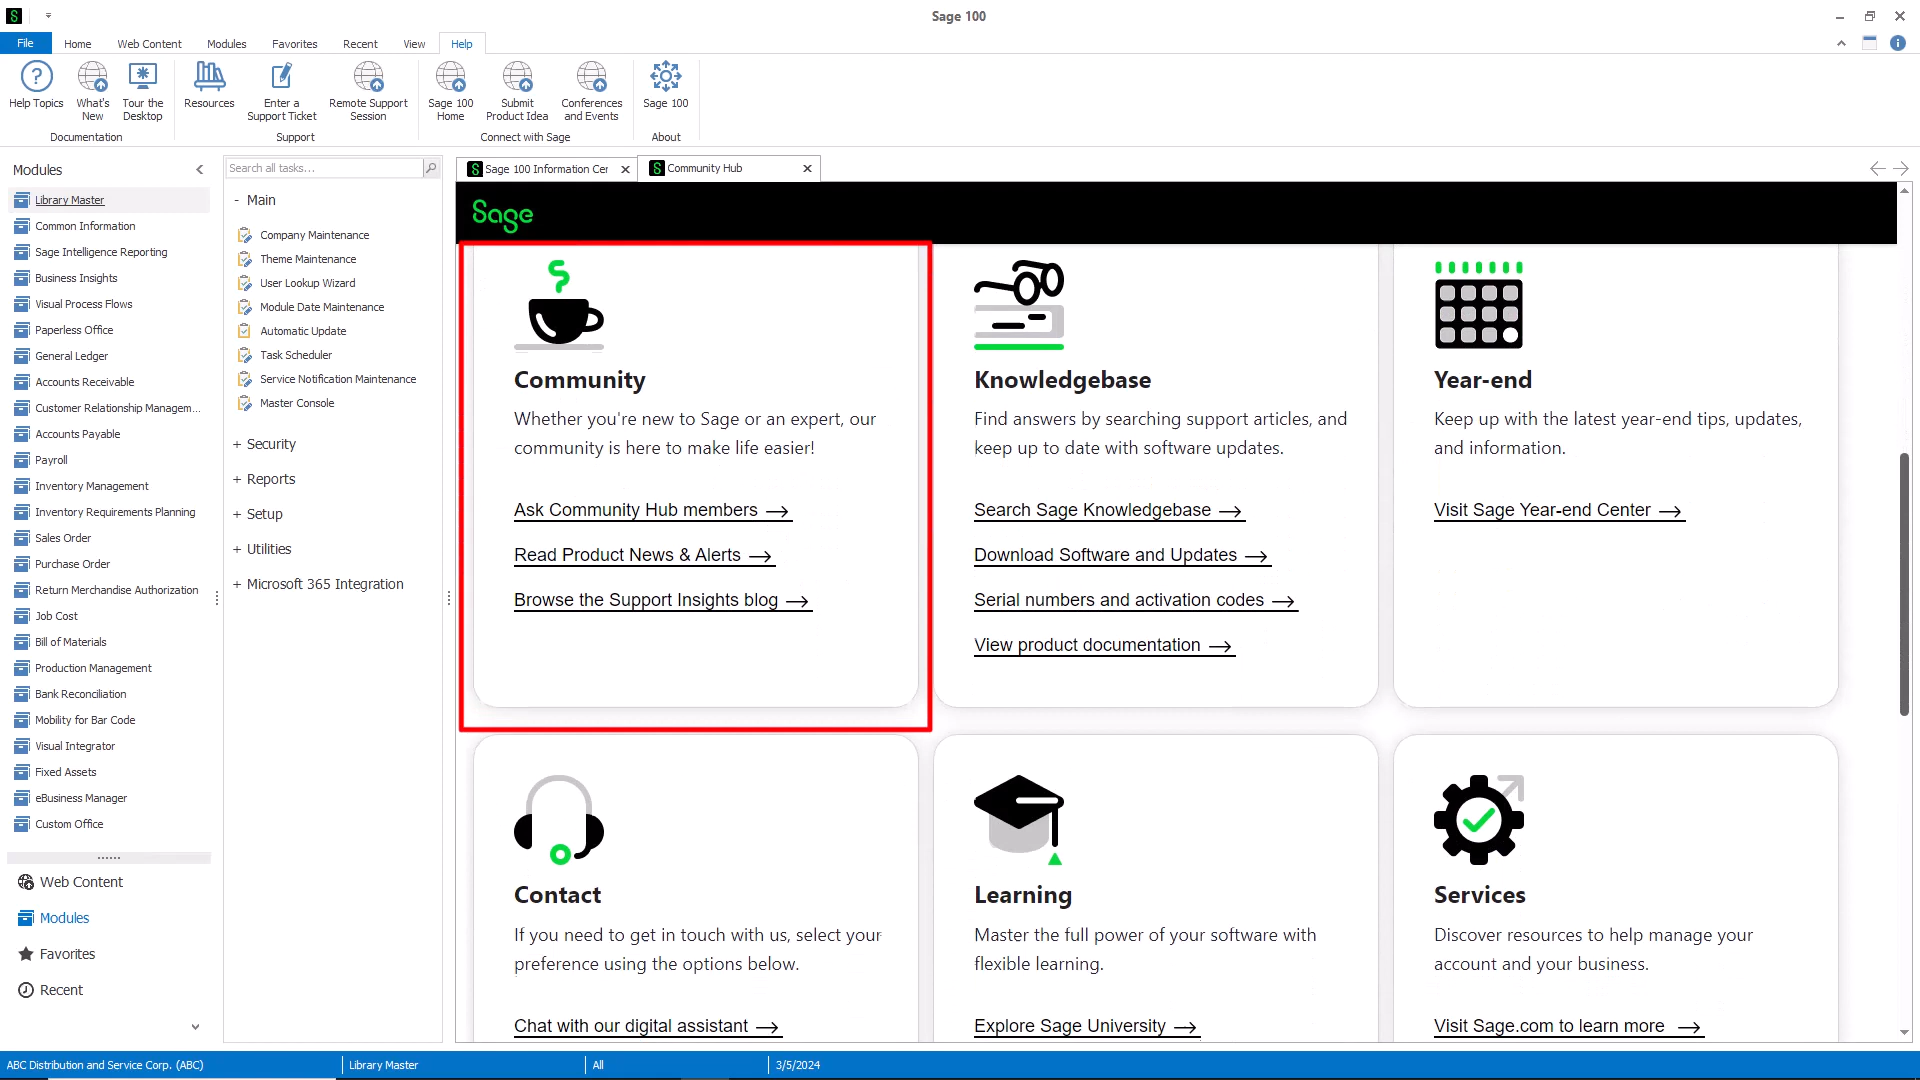 Sage 100
File
Home
Web Content
Modules
Favorites
Recent
View
Help
Help Topics
What's
New
Tour the
Desktop
Documentation
Resources
Enter a
Support Ticket
Remote Support
Session
Support
Sage 100
Home
Submit
Product Idea
Conferences
and Events
Connect with Sage
Sage 100
About
Modules
Library Master
Common Information
Sage Intelligence Reporting
Business Insights
Visual Process Flows
Paperless Office
General Ledger
Accounts Receivable
Customer Relationship Managem...
Accounts Payable
Payroll
Inventory Management
Inventory Requirements Planning
Sales Order
Purchase Order
Return Merchandise Authorization
Job Cost
Bill of Materials
Production Management
Bank Reconciliation
Mobility for Bar Code
Visual Integrator
Fixed Assets
eBusiness Manager
Custom Office
Web Content
Modules
Favorites
Recent
Search all tasks...
- Main
Company Maintenance
Theme Maintenance
User Lookup Wizard
Module Date Maintenance
Automatic Update
Task Scheduler
Service Notification Maintenance
Master Console
+ Security
+ Reports
+ Setup
+ Utilities
+ Microsoft 365 Integration
Sage 100 Information Cer
Community Hub
Sage
Community
Whether you're new to Sage or an expert, our
community is here to make life easier!
Ask Community Hub members
Read Product News & Alerts
Browse the Support Insights blog
Knowledgebase
Find answers by searching support articles, and
keep up to date with software updates.
Search Sage Knowledgebase
Download Software and Updates
Serial numbers and activation codes
View product documentation
Year-end
Keep up with the latest year-end tips, updates,
and information.
Visit Sage Year-end Center
Contact
If you need to get in touch with us, select your
preference using the options below.
Chat with our digital assistant
Learning
Master the full power of your software with
flexible learning.
Explore Sage University
Services
Discover resources to help manage your
account and your business.
Visit Sage.com to learn more
ABC Distribution and Service Corp. (ABC)
Library Master
All
3/5/2024